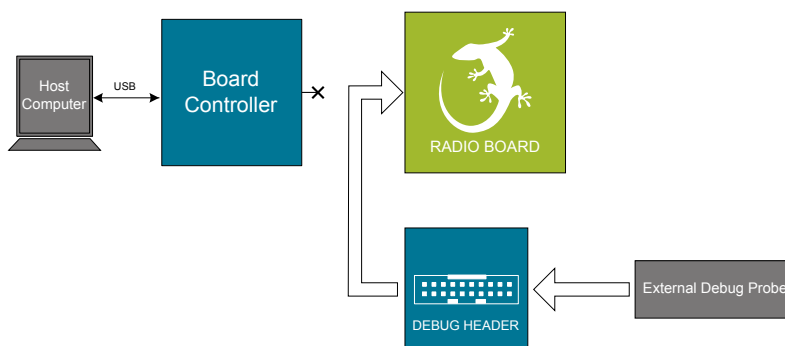 Host
Computer
USB
Board
Controller
RADIO BOARD
DEBUG HEADER
External Debug Probe